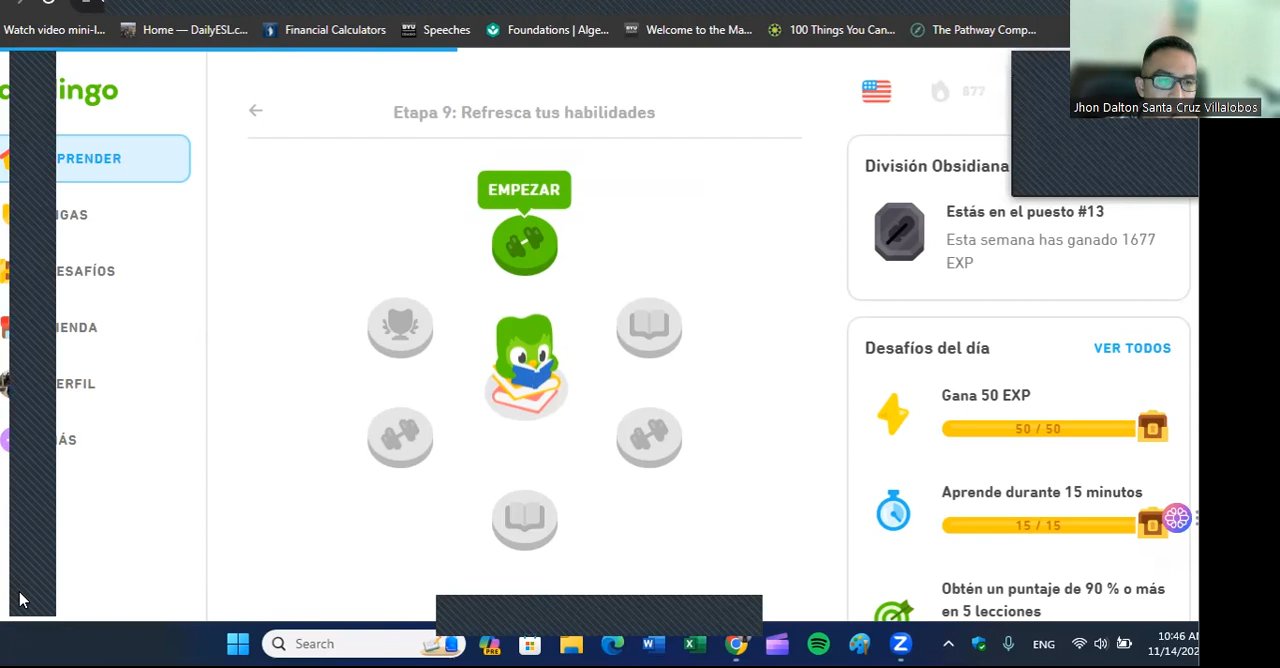 Watch video mini-l...
Home — DailyESL.c...
Financial Calculators
BYU
Speeches
Foundations | Alge...
Welcome to the Ma...
100 Things You Can...
The Pathway Comp...
Jhon Dalton Santa Cruz Villalobos
ingo
Etapa 9: Refresca tus habilidades
677
PRENDER
EMPEZAR
IGAS
ESAFÍOS
IENDA
ERFIL
ÁS
División Obsidiana
Estás en el puesto #13
Esta semana has ganado 1677
EXP
Desafíos del día
VER TODOS
Gana 50 EXP
50 / 50
Aprende durante 15 minutos
15 / 15
Obtén un puntaje de 90 % o más
en 5 lecciones
Search
PRE
ENG
10:46 A
11/14/202